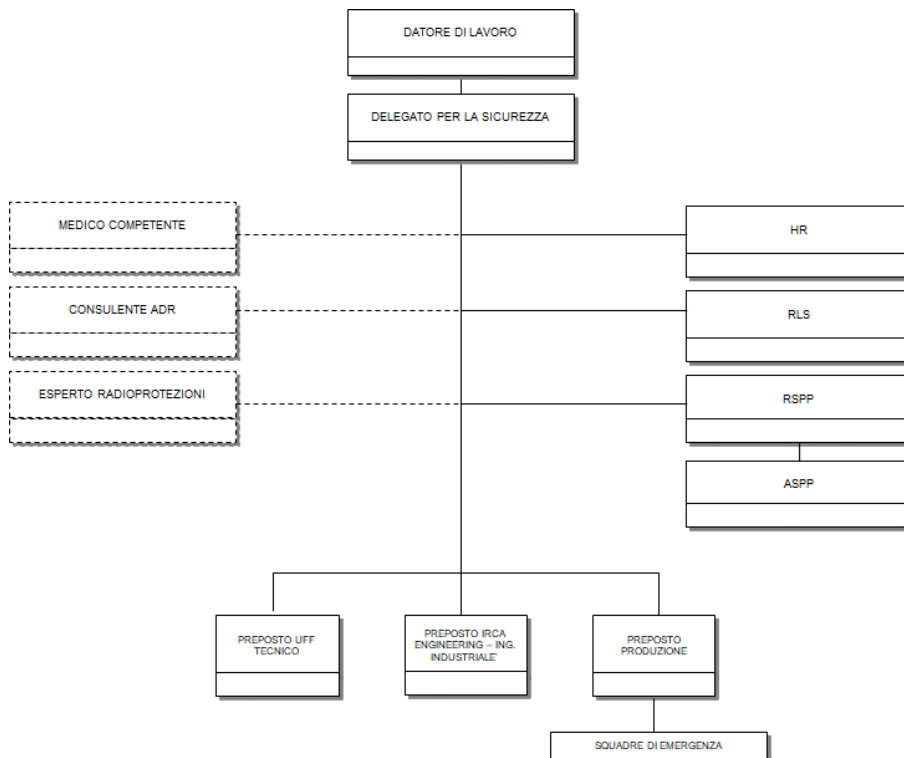 DATORE DI LAVORO
DELEGATO PER LA SICUREZZA
MEDICO COMPETENTE
HR
CONSULENTE ADR
RLS
ESPERTO RADIOPROTEZIONI
RSPP
ASPP
PREPOSTO UFF
TECNICO
PREPOSTO IRCA
ENGINEERING – ING.
INDUSTRIALE'
PREPOSTO
PRODUZIONE
SQUADRE DI EMERGENZA